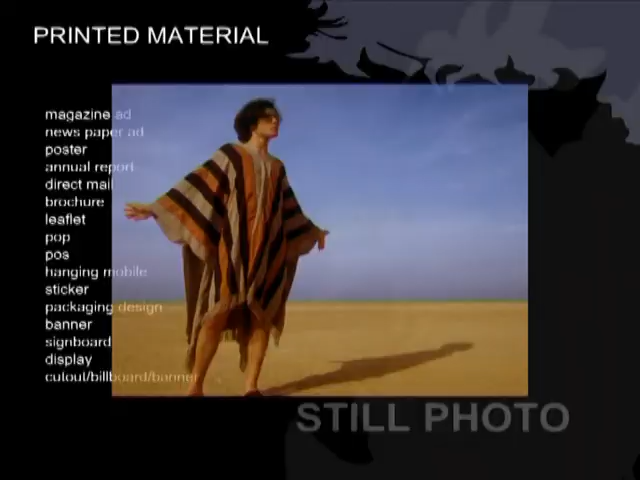 PRINTED MATERIAL
magazine ad
news paper ad
poster
annual report
direct mail
brochure
leaflet
pop
pos
hanging mobile
sticker
packaging design
banner
signboard
display
cutout/billboard/banner
STILL PHOTO